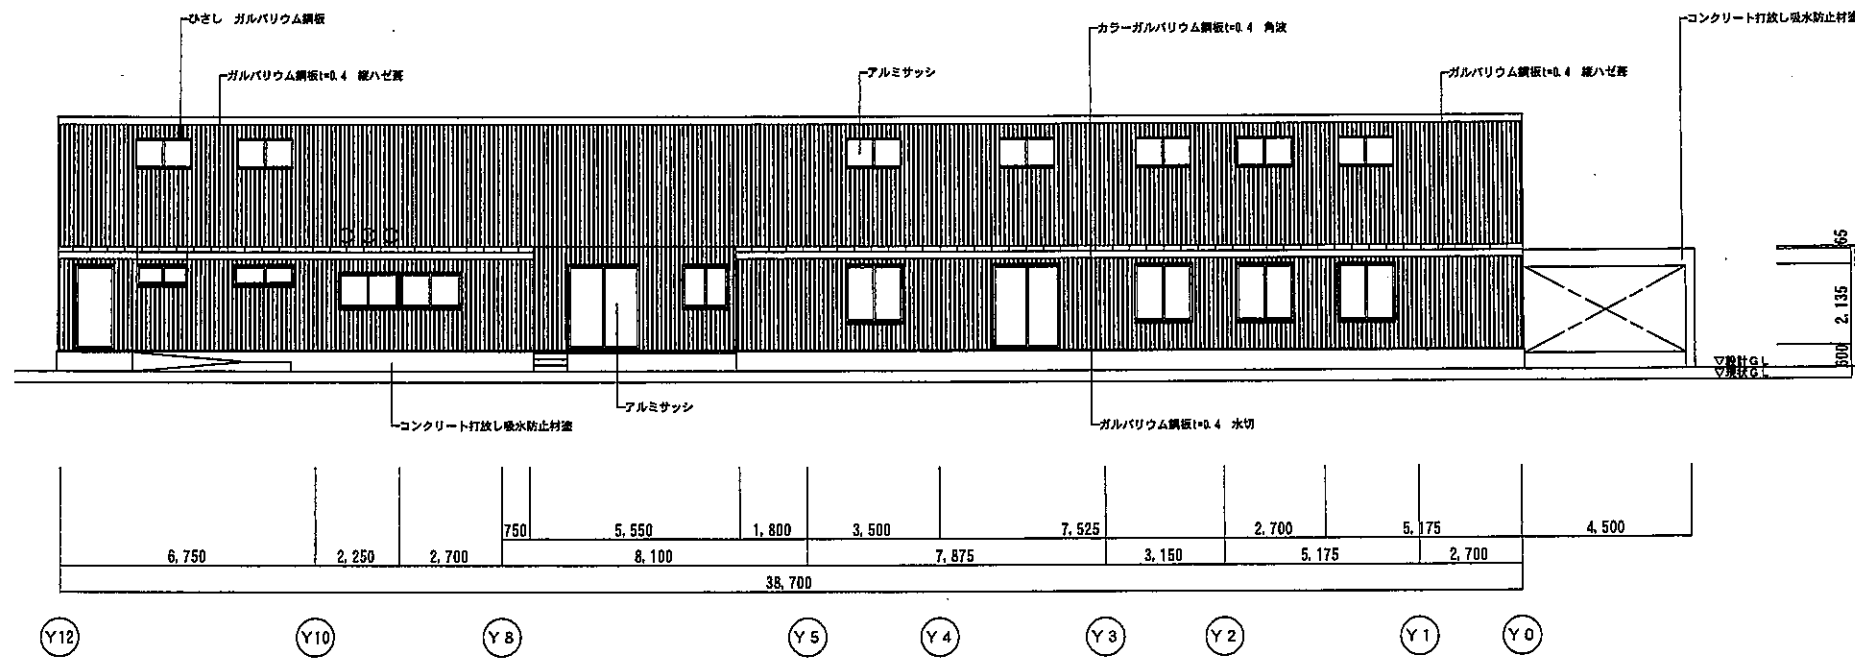 ひさし ガルバリウム鋼板
カラーガルバリウム鋼板t=0.4 角波
コンクリート打放し吸水防止材塗
ガルバリウム鋼板t=0.4 縦ハゼ葺
アルミサッシ
ガルバリウム鋼板t=0.4 縦ハゼ葺
65
2,135
600
▽設計GL
▽現状GL
アルミサッシ
コンクリート打放し吸水防止材塗
ガルバリウム鋼板t=0.4 水切
750 5,550 1,800 3,500 7,525 2,700 5,175 4,500
6,750 2,250 2,700 8,100 7,875 3,150 5,175 2,700
38,700
Y12 Y10 Y8 Y5 Y4 Y3 Y2 Y1 Y0